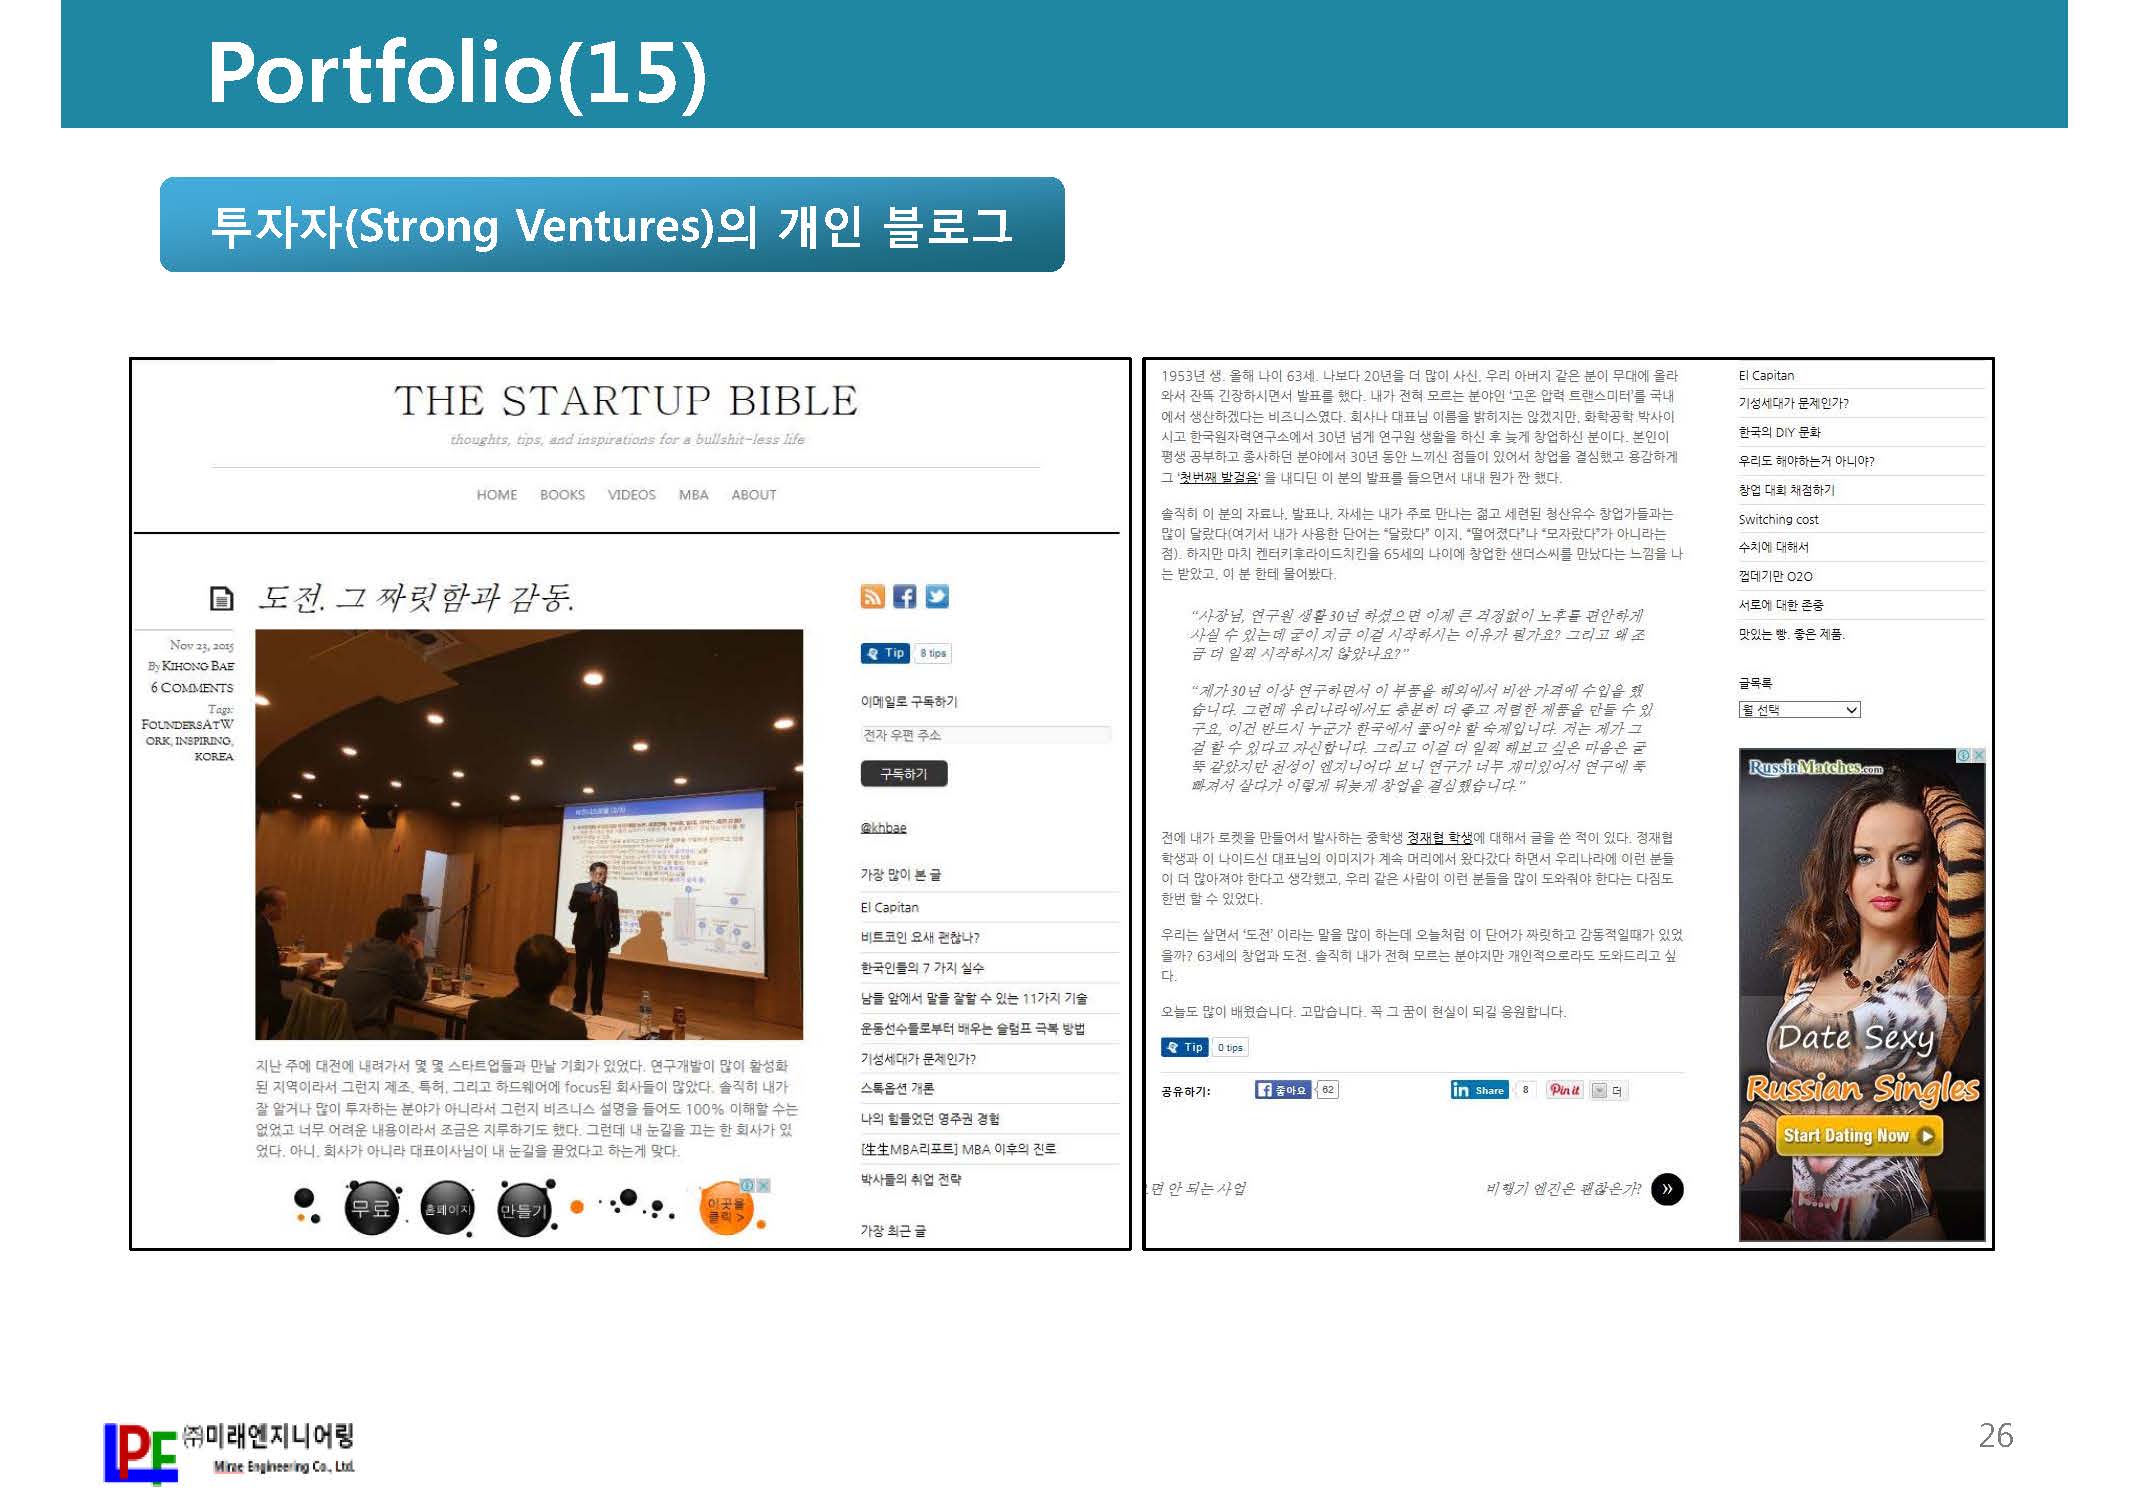 Portfolio(15)
투자자(Strong Ventures)의 개인 블로그
THE STARTUP BIBLE
thoughts, tips, and inspirations for a bullshit-less life
HOME BOOKS VIDEOS MBA ABOUT
도전. 그 짜릿함과 감동.
Nov 23, 2015
By KIHONG BAE
6 COMMENTS
Tags:
FOUNDERSATW
ORK, INSPIRING,
KOREA
지난 주에 대전에 내려가서 몇 몇 스타트업들과 만날 기회가 있었다. 연구개발이 많이 활성화
된 지역이라서 그런지 제조, 특허, 그리고 하드웨어에 focus된 회사들이 많았다. 솔직히 내가
잘 알거나 많이 투자하는 분야가 아니라서 그런지 비즈니스 설명을 들어도 100% 이해할 수는
없었고 너무 어려운 내용이라서 조금은 지루하기도 했다. 그런데 내 눈길을 끄는 한 회사가 있
었다. 아니, 회사가 아니라 대표이사님이 내 눈길을 끌었다고 하는게 맞다.
무료 홈페이지 만들기 이곳을
클릭 >
Tip 8 tips
이메일로 구독하기
전자 우편 주소
구독하기
@khbae
가장 많이 본 글
El Capitan
비트코인 요새 괜찮나?
한국인들의 7 가지 실수
남들 앞에서 말을 잘할 수 있는 11가지 기술
운동선수들로부터 배우는 슬럼프 극복 방법
기성세대가 문제인가?
스톡옵션 개론
나의 힘들었던 영주권 경험
[生生MBA리포트] MBA 이후의 진로
박사들의 취업 전략
가장 최근 글
1953년 생. 올해 나이 63세. 나보다 20년을 더 많이 사신, 우리 아버지 같은 분이 무대에 올라
와서 잔뜩 긴장하시면서 발표를 했다. 내가 전혀 모르는 분야인 '고온 압력 트랜스미터'를 국내
에서 생산하겠다는 비즈니스였다. 회사나 대표님 이름을 밝히지는 않겠지만, 화학공학 박사이
시고 한국원자력연구소에서 30년 넘게 연구원 생활을 하신 후 늦게 창업하신 분이다. 본인이
평생 공부하고 종사하던 분야에서 30년 동안 느끼신 점들이 있어서 창업을 결심했고 용감하게
그 '첫번째 발걸음' 을 내디딘 이 분의 발표를 들으면서 내내 뭔가 짠 했다.
솔직히 이 분의 자료나, 발표나, 자세는 내가 주로 만나는 젊고 세련된 청산유수 창업가들과는
많이 달랐다(여기서 내가 사용한 단어는 “달랐다” 이지, “떨어졌다”나 “모자랐다”가 아니라는
점). 하지만 마치 켄터키후라이드치킨을 65세의 나이에 창업한 샌더스씨를 만났다는 느낌을 나
는 받았고, 이 분 한테 물어봤다.
“사장님, 연구원 생활 30년 하셨으면 이제 큰 걱정없이 노후를 편안하게
사실 수 있는데 굳이 지금 이걸 시작하시는 이유가 뭔가요? 그리고 왜 조
금 더 일찍 시작하시지 않았나요?”
“제가 30년 이상 연구하면서 이 부품을 해외에서 비싼 가격에 수입을 했
습니다. 그런데 우리나라에서도 충분히 더 좋고 저렴한 제품을 만들 수 있
구요, 이건 반드시 누군가 한국에서 풀어야 할 숙제입니다. 저는 제가 그
걸 할 수 있다고 자신합니다. 그리고 이걸 더 일찍 해보고 싶은 마음은 굴
뚝 같았지만 천성이 엔지니어다 보니 연구가 너무 재미있어서 연구에 푹
빠져서 살다가 이렇게 뒤늦게 창업을 결심했습니다.”
전에 내가 로켓을 만들어서 발사하는 중학생 정재협 학생에 대해서 글을 쓴 적이 있다. 정재협
학생과 이 나이드신 대표님의 이미지가 계속 머리에서 왔다갔다 하면서 우리나라에 이런 분들
이 더 많아져야 한다고 생각했고, 우리 같은 사람이 이런 분들을 많이 도와줘야 한다는 다짐도
한번 할 수 있었다.
우리는 살면서 '도전' 이라는 말을 많이 하는데 오늘처럼 이 단어가 짜릿하고 감동적일때가 있었
을까? 63세의 창업과 도전. 솔직히 내가 전혀 모르는 분야지만 개인적으로라도 도와드리고 싶
다.
오늘도 많이 배웠습니다. 고맙습니다. 꼭 그 꿈이 현실이 되길 응원합니다.
Tip 0 tips
공유하기: 좋아요 62 Share 8 Pin it 더
면 안 되는 사업 비행기 엔진은 괜찮은가? »
El Capitan
기성세대가 문제인가?
한국의 DIY 문화
우리도 해야하는거 아니야?
창업 대회 채점하기
Switching cost
수치에 대해서
껍데기만 O2O
서로에 대한 존중
맛있는 빵. 좋은 제품.
글목록
월 선택
RussiaMatches.com
Date Sexy
Russian Singles
Start Dating Now
LPE ㈜미래엔지니어링
Mirae Engineering Co., Ltd.
26